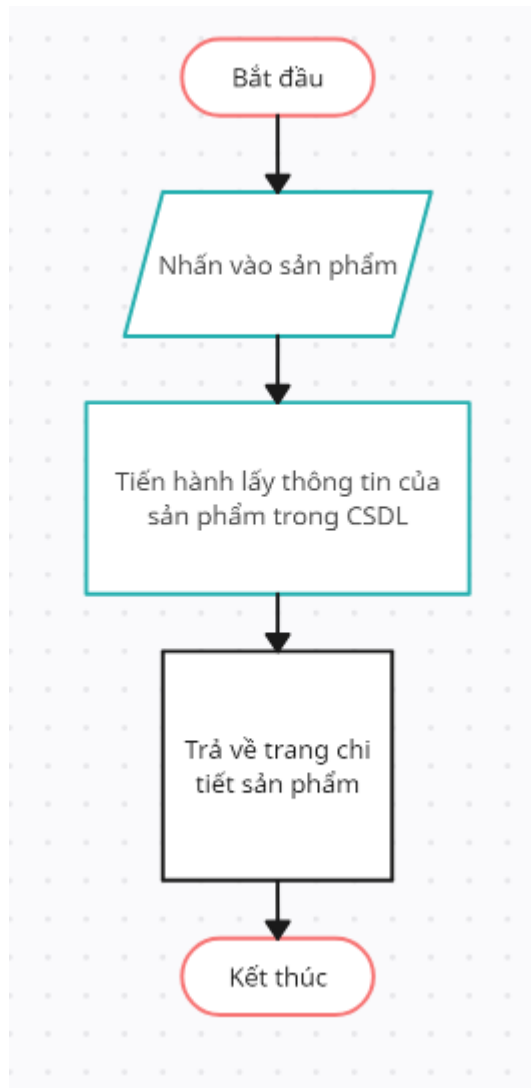 Bắt đầu
Nhấn vào sản phẩm
Tiến hành lấy thông tin của
sản phẩm trong CSDL
Trả về trang chi
tiết sản phẩm
Kết thúc